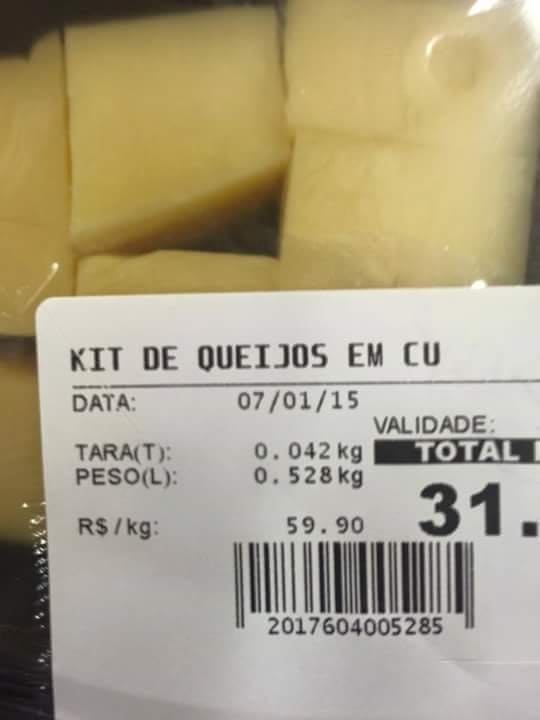 KIT DE QUEIJOS EM CU
DATA: 07/01/15
VALIDADE:
TARA(T): 0.042 kg
TOTAL
PESO(L): 0.528 kg
31.
R$/kg: 59.90
2017604005285